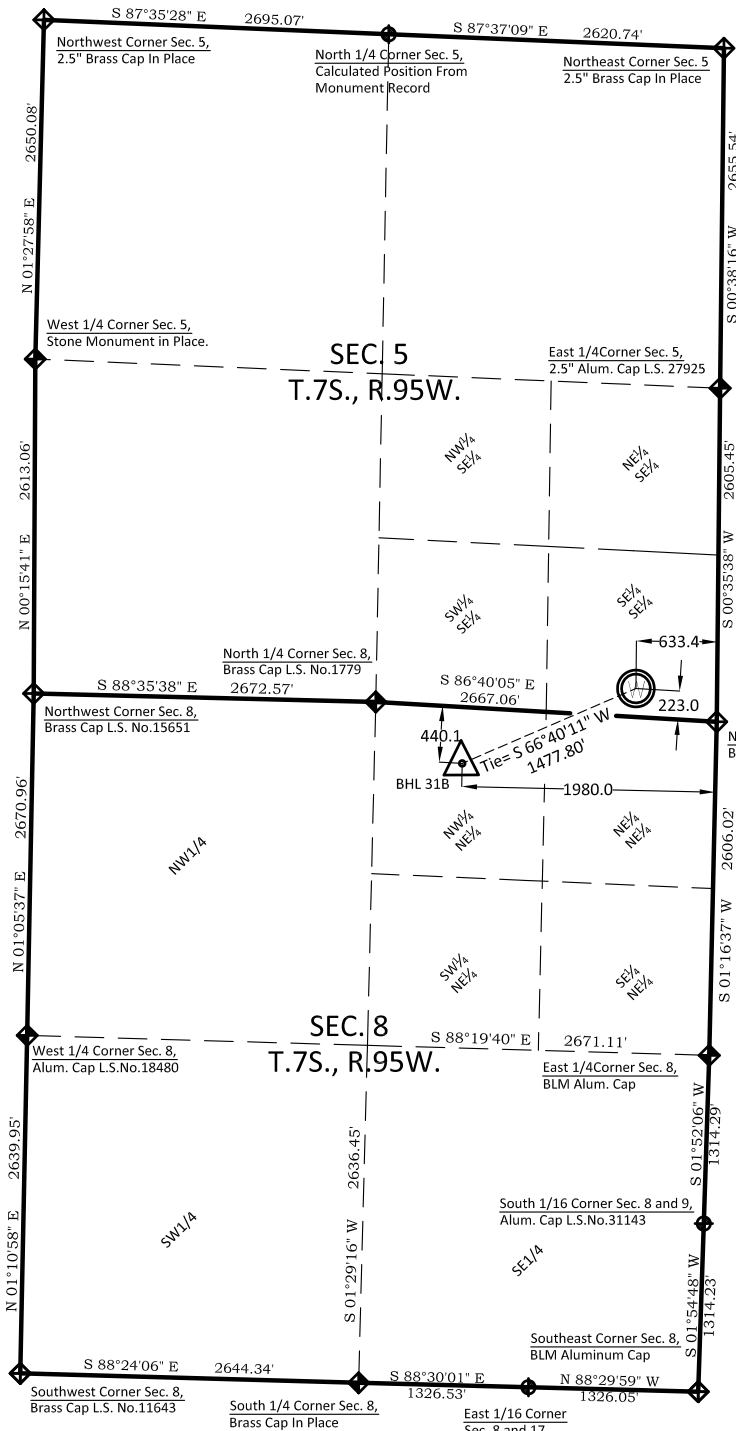 S 87°35'28" E 2695.07'
S 87°37'09" E 2620.74'
Northwest Corner Sec. 5,
2.5" Brass Cap In Place
North 1/4 Corner Sec. 5,
Calculated Position From
Monument Record
Northeast Corner Sec. 5
2.5" Brass Cap In Place
N 01°27'58" E 2650.08'
S 00°38'16" W 2655.54'
West 1/4 Corner Sec. 5,
Stone Monument in Place.
SEC. 5
T.7S., R.95W.
East 1/4Corner Sec. 5,
2.5" Alum. Cap L.S. 27925
N 00°15'41" E 2613.06'
S 00°35'38" W 2605.45'
NW¼
SE¼
NE¼
SE¼
SW¼
SE¼
SE¼
SE¼
633.4
223.0
North 1/4 Corner Sec. 8,
Brass Cap L.S. No.1779
S 88°35'38" E 2672.57'
S 86°40'05" E
2667.06'
Northwest Corner Sec. 8,
Brass Cap L.S. No.15651
N
B
440.1
Tie= S 66°40'11" W
1477.80'
BHL 31B
1980.0
N 01°05'37" E 2670.96'
S 01°16'37" W 2606.02'
NW1/4
NW¼
NE¼
NE¼
NE¼
SW¼
NE¼
SE¼
NE¼
SEC. 8
T.7S., R.95W.
S 88°19'40" E 2671.11'
West 1/4 Corner Sec. 8,
Alum. Cap L.S.No.18480
East 1/4Corner Sec. 8,
BLM Alum. Cap
N 01°10'58" E 2639.95'
S 01°29'16" W 2636.45'
S 01°52'06" W
1314.29'
South 1/16 Corner Sec. 8 and 9,
Alum. Cap L.S.No.31143
SW1/4
SE1/4
S 01°54'48" W
1314.23'
Southeast Corner Sec. 8,
BLM Aluminum Cap
S 88°24'06" E 2644.34'
S 88°30'01" E
1326.53'
N 88°29'59" W
1326.05'
Southwest Corner Sec. 8,
Brass Cap L.S. No.11643
South 1/4 Corner Sec. 8,
Brass Cap In Place
East 1/16 Corner
Sec. 8 and 17